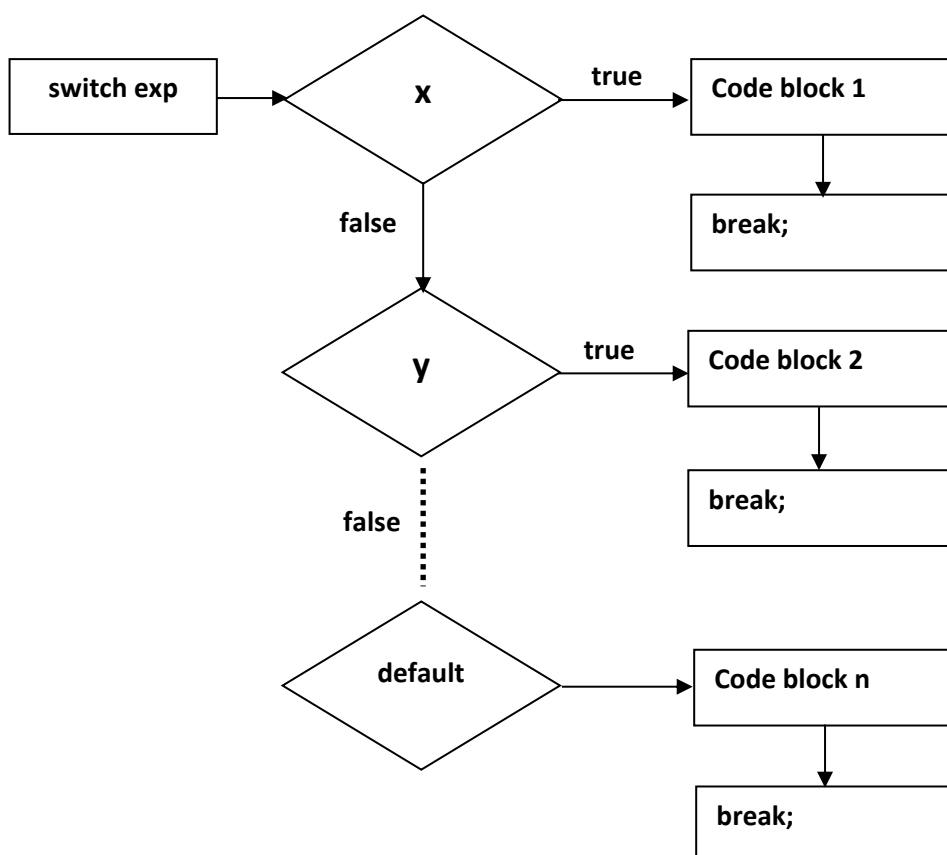 switch exp
x
true
Code block 1
break;
false
y
true
Code block 2
break;
false
default
Code block n
break;